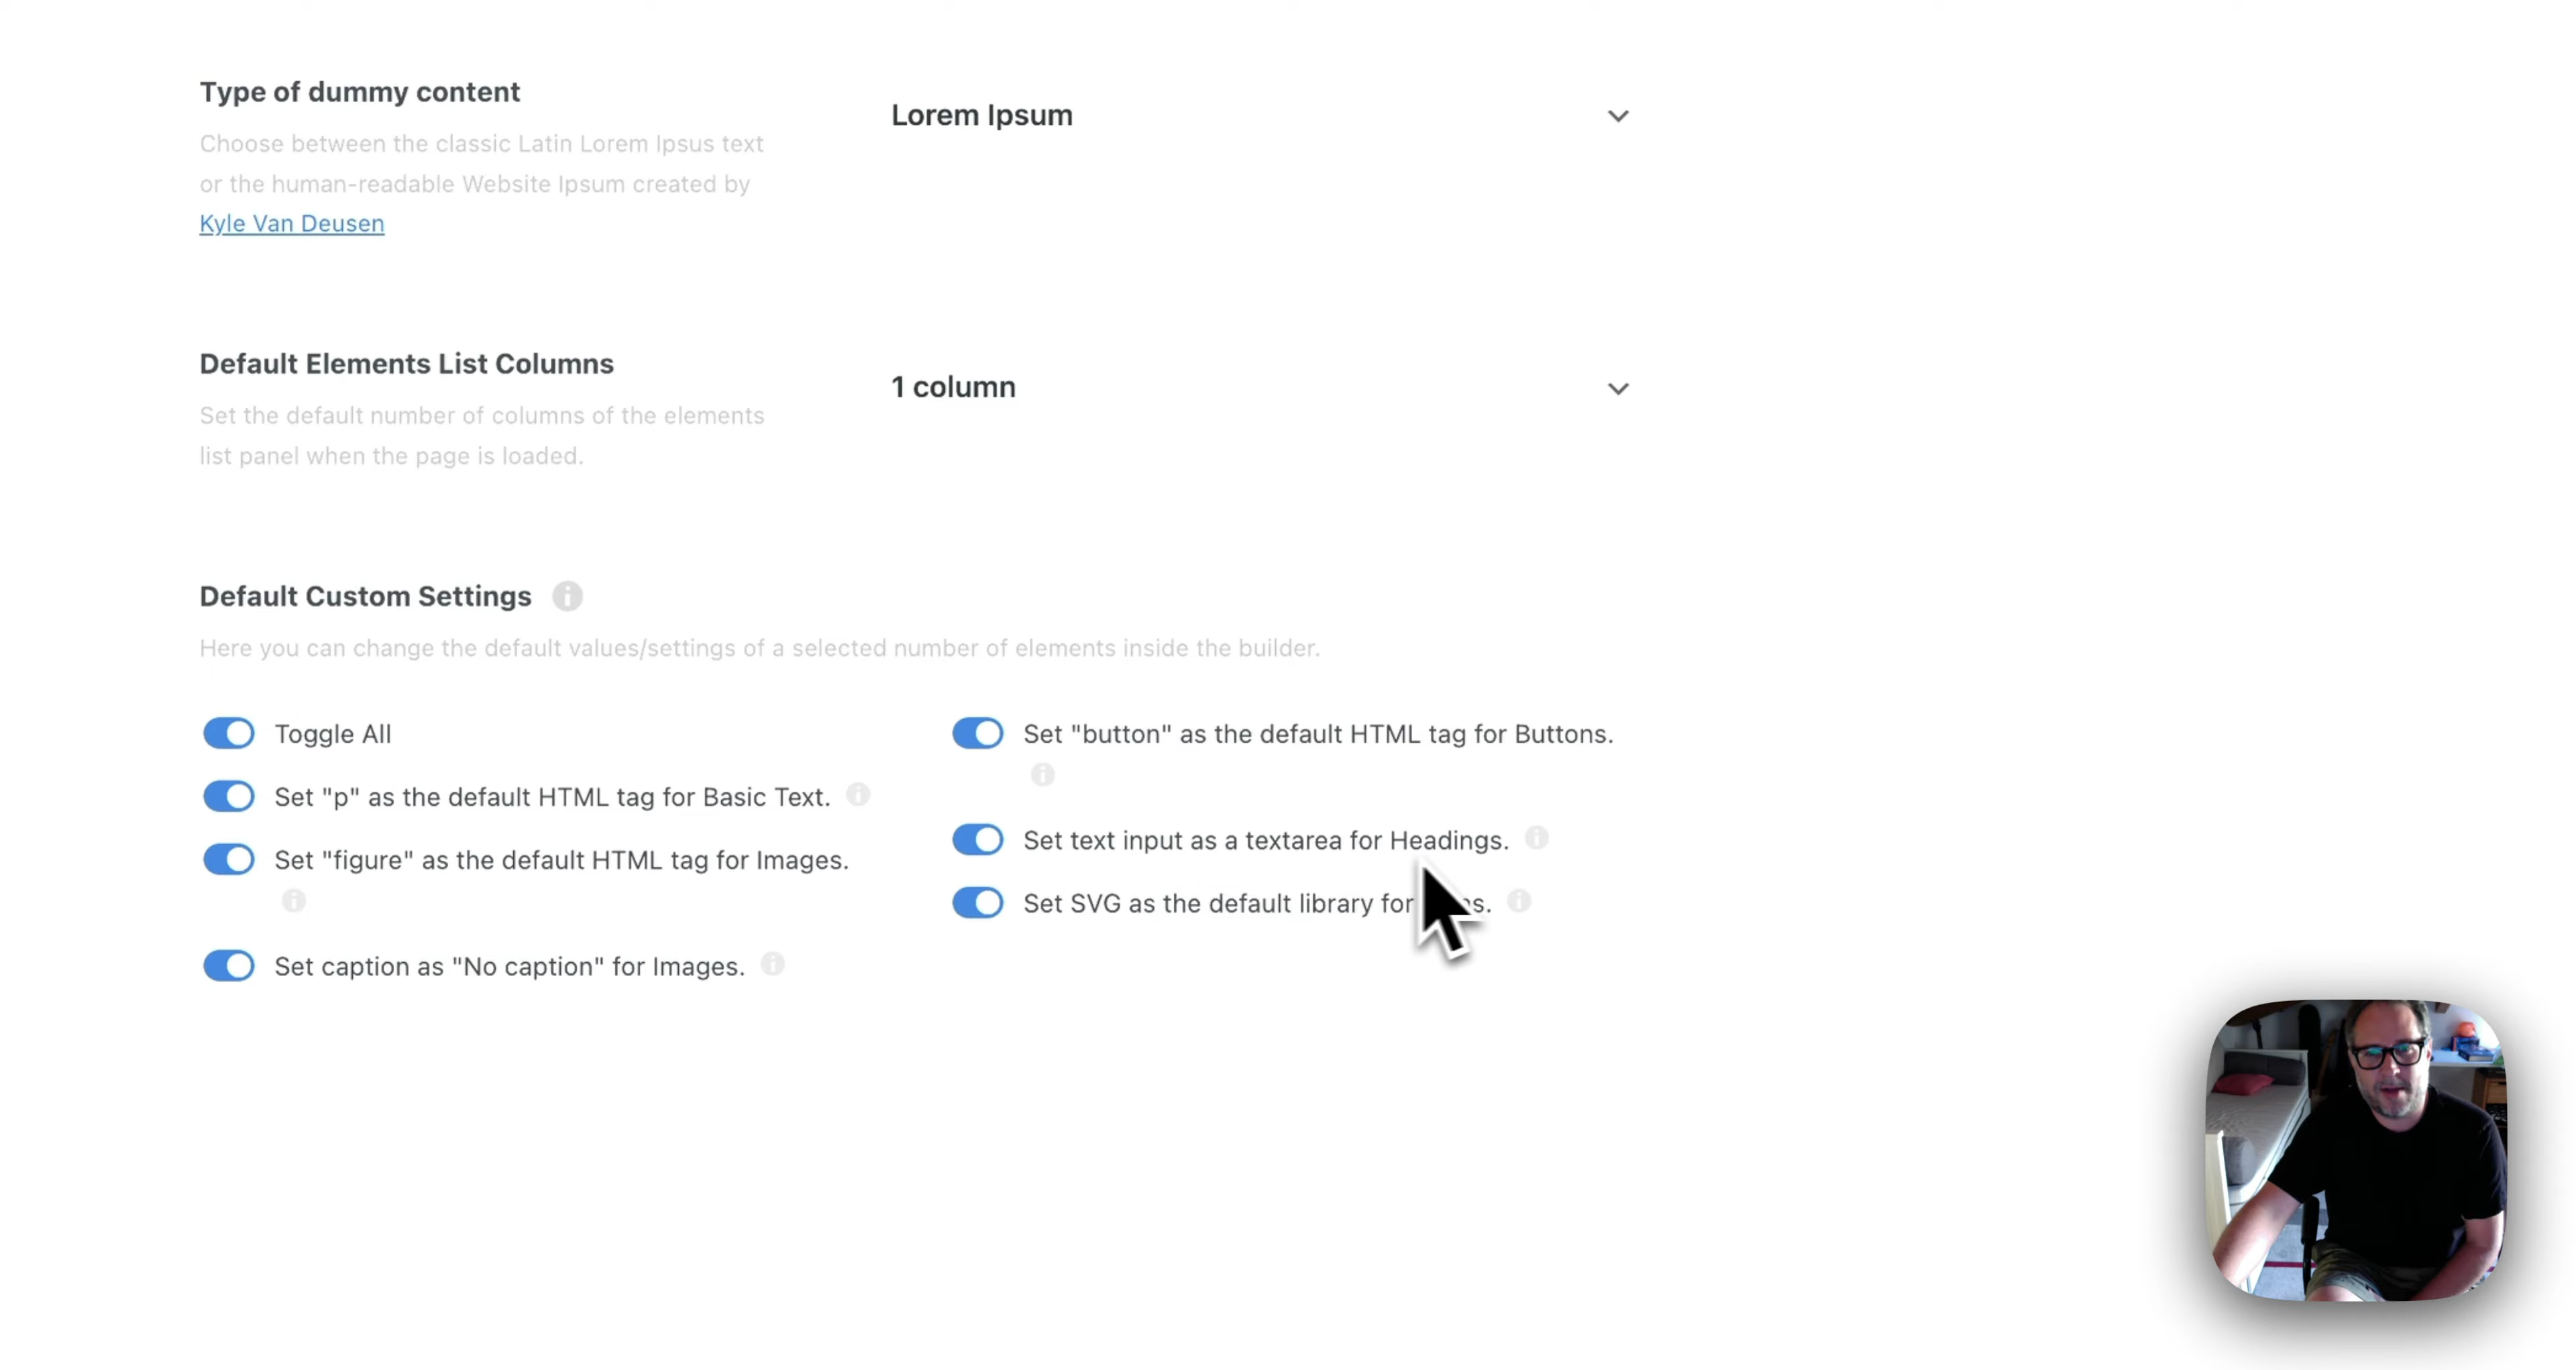 Type of dummy content
Lorem Ipsum
Choose between the classic Latin Lorem Ipsus text
or the human-readable Website Ipsum created by
Kyle Van Deusen
Default Elements List Columns
1 column
Set the default number of columns of the elements
list panel when the page is loaded.
Default Custom Settings
Here you can change the default values/settings of a selected number of elements inside the builder.
Toggle All
Set "p" as the default HTML tag for Basic Text.
Set "figure" as the default HTML tag for Images.
Set caption as "No caption" for Images.
Set "button" as the default HTML tag for Buttons.
Set text input as a textarea for Headings.
Set SVG as the default library for